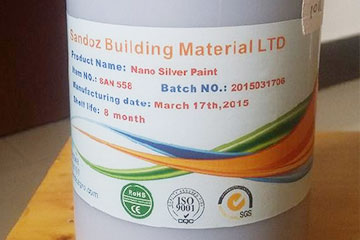 Sandoz Building Material LTD
Product Name: Nano Silver Paint
Item NO.: SAN 558 Batch NO.: 2015031706
Manufacturing date: March 17th,2015
Shelf life: 8 month
RoHS
ISO
9001
SGS